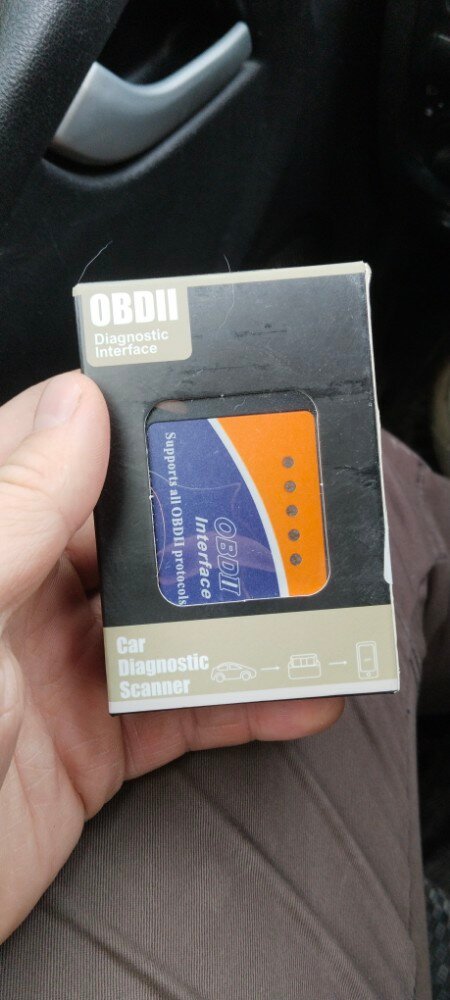 OBDII
Diagnostic
Interface
Supports all OBDII protocols
OBDII
Interface
Car
Diagnostic
Scanner